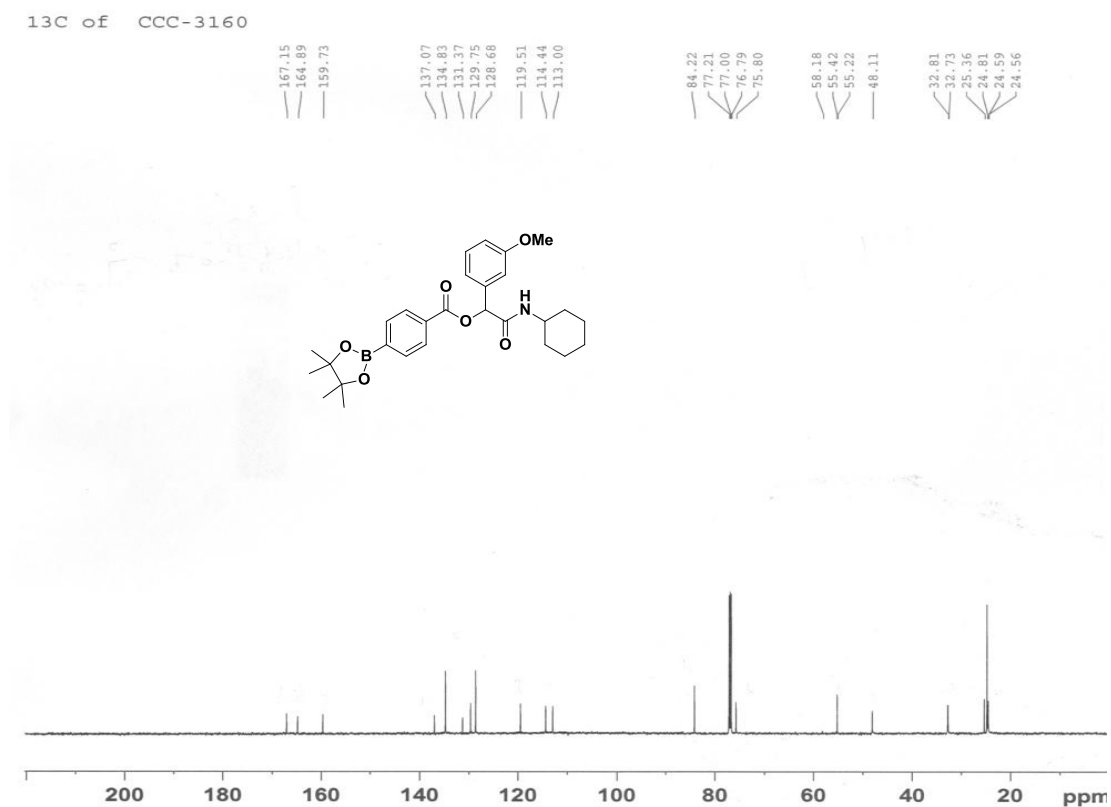 13C of CCC-3160
167.15
164.89
159.73
137.07
134.83
131.37
129.75
128.68
119.51
114.44
113.00
84.22
77.21
77.00
76.79
75.80
58.18
55.42
55.22
48.11
32.81
32.73
25.36
24.81
24.59
24.56
OMe
O
H
N
O
O
O
B
O
200 180 160 140 120 100 80 60 40 20 ppm